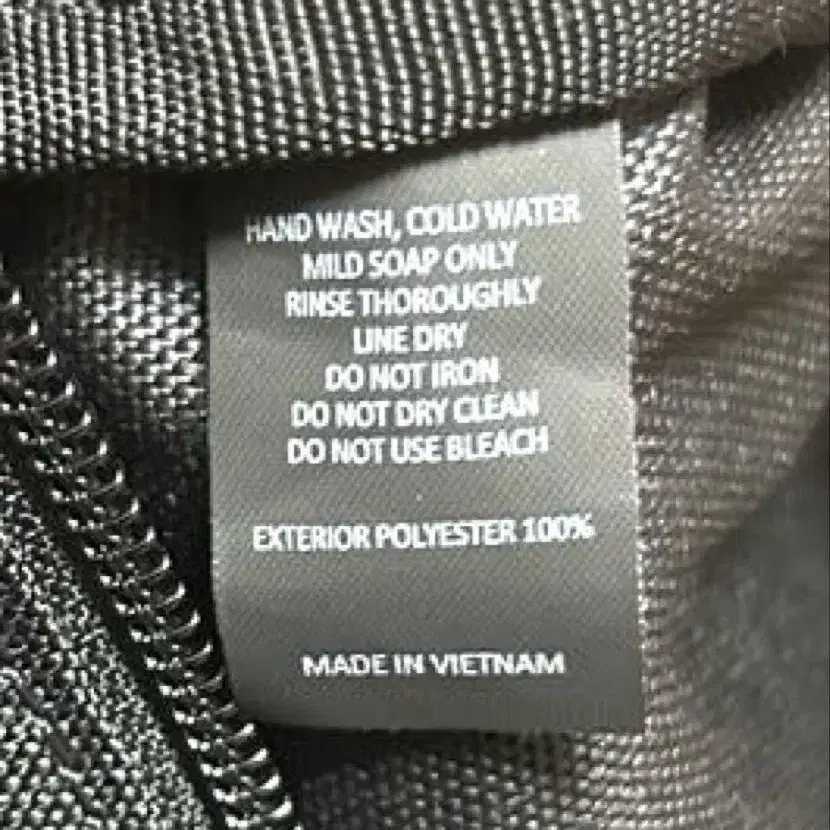 HAND WASH, COLD WATER
MILD SOAP ONLY
RINSE THOROUGHLY
LINE DRY
DO NOT IRON
DO NOT DRY CLEAN
DO NOT USE BLEACH
EXTERIOR POLYESTER 100%
MADE IN VIETNAM